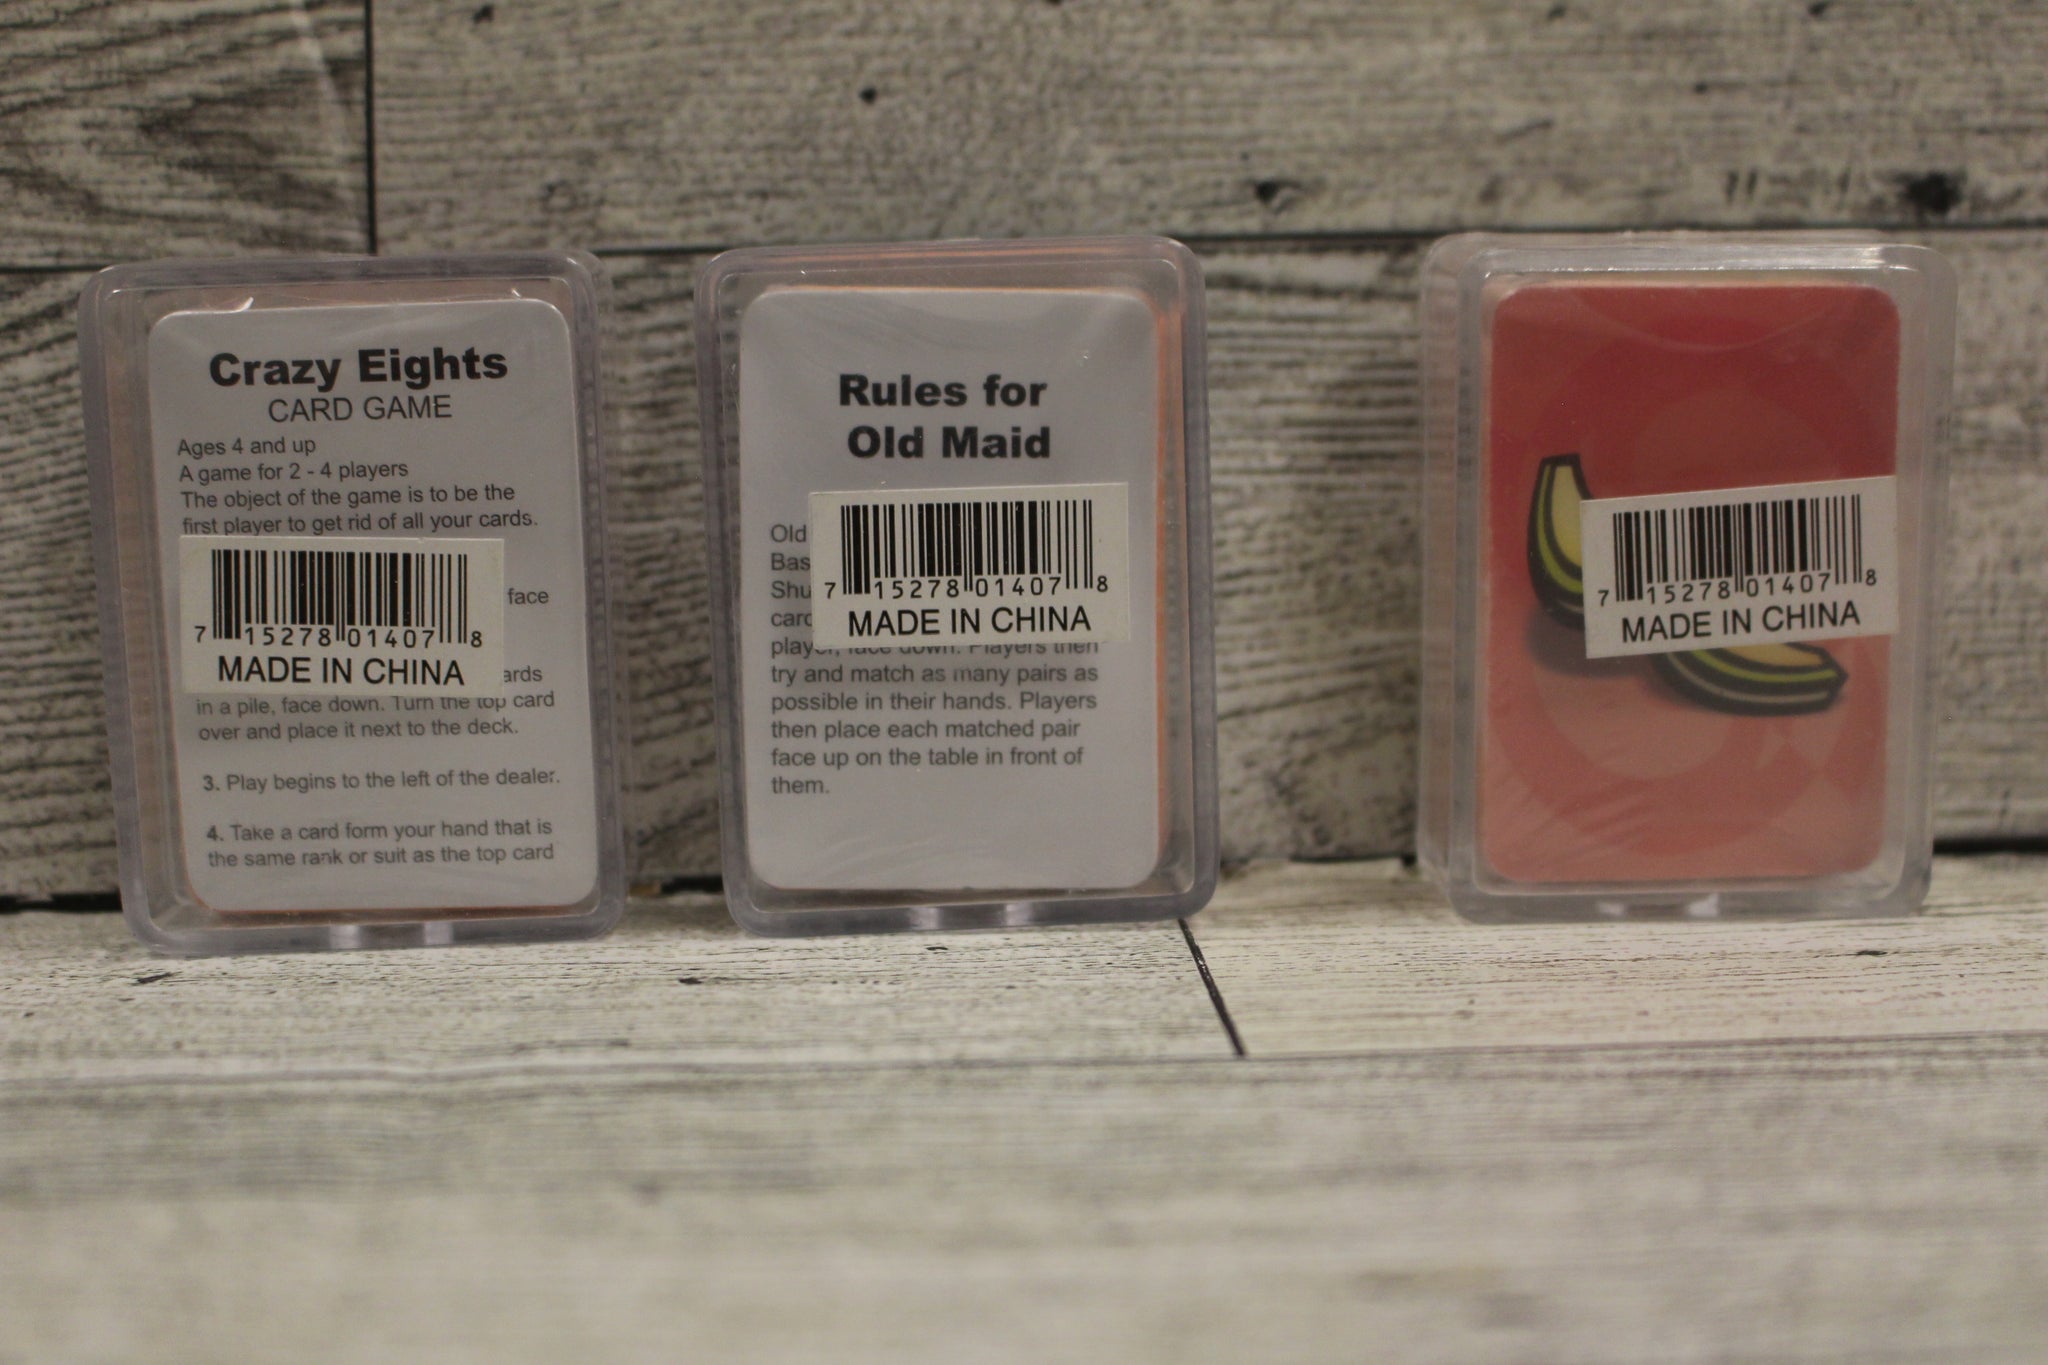 Crazy Eights
CARD GAME
Ages 4 and up
A game for 2 - 4 players
The object of the game is to be the
first player to get rid of all your cards.
face
7 15278 01407 8
MADE IN CHINA
in a pile, face down. Turn the top card
over and place it next to the deck.
3. Play begins to the left of the dealer.
4. Take a card form your hand that is
the same rank or suit as the top card
Rules for
Old Maid
Old
7 15278 01407 8
MADE IN CHINA
player, face down. Players then
try and match as many pairs as
possible in their hands. Players
then place each matched pair
face up on the table in front of
them.
7 15278 01407 8
MADE IN CHINA